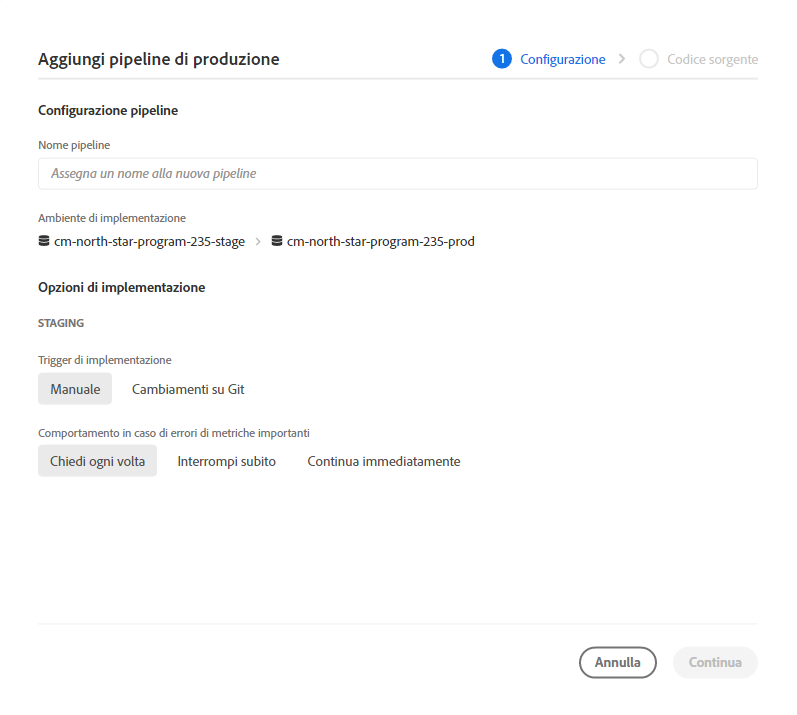 Aggiungi pipeline di produzione
1 Configurazione > Codice sorgente
Configurazione pipeline
Nome pipeline
Assegna un nome alla nuova pipeline
Ambiente di implementazione
cm-north-star-program-235-stage > cm-north-star-program-235-prod
Opzioni di implementazione
STAGING
Trigger di implementazione
Manuale Cambiamenti su Git
Comportamento in caso di errori di metriche importanti
Chiedi ogni volta Interrompi subito Continua immediatamente
Annulla Continua